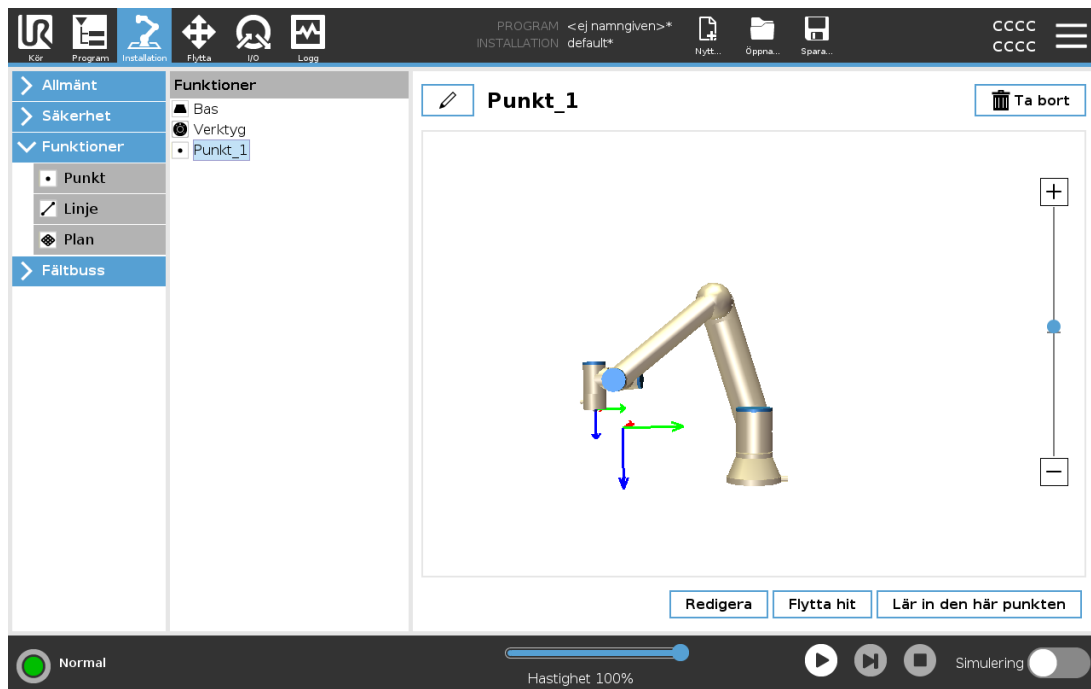 PROGRAM <ej namngiven>*
INSTALLATION default*
CCCC
CCCC
UR
Kör
Program
Installation
Flytta
I/O
Logg
Nytt...
Öppna...
Spara...
Allmänt
Säkerhet
Funktioner
Punkt
Linje
Plan
Fältbuss
Funktioner
Bas
Verktyg
Punkt_1
Punkt_1
Ta bort
Redigera
Flytta hit
Lär in den här punkten
Normal
Hastighet 100%
Simulering